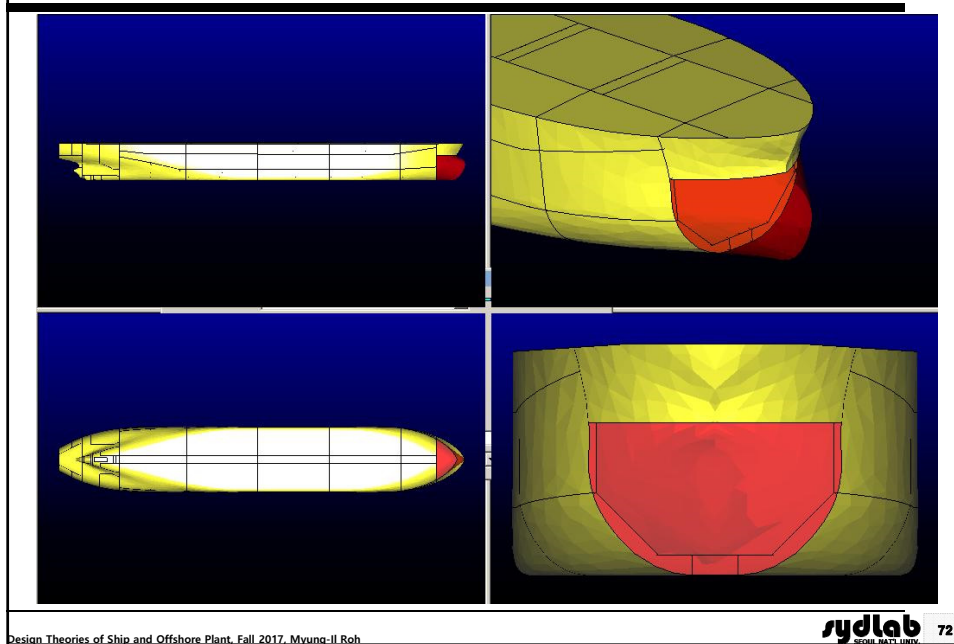 Design Theories of Ship and Offshore Plant, Fall 2017, Myung-Il Roh
sydlab
SEOUL NAT'L UNIV.
72